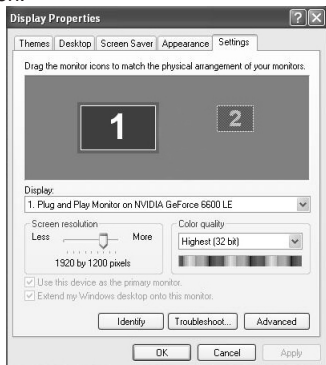 Display Properties
Themes Desktop Screen Saver Appearance Settings
Drag the monitor icons to match the physical arrangement of your monitors.
1 2
Display:
1. Plug and Play Monitor on NVIDIA GeForce 6600 LE
Screen resolution Color quality
Less More Highest (32 bit)
1920 by 1200 pixels
Use this device as the primary monitor.
Extend my Windows desktop onto this monitor.
Identify Troubleshoot... Advanced
OK Cancel Apply